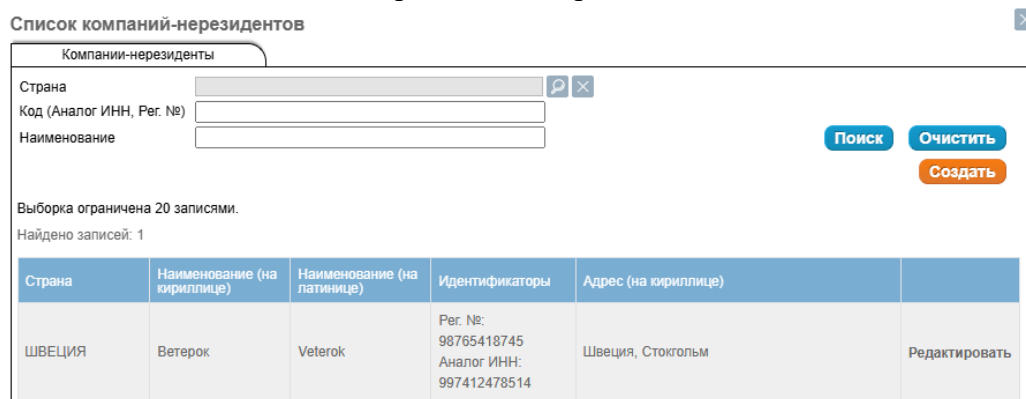 Список компаний-нерезидентов
Компании-нерезиденты
Страна
Код (Аналог ИНН, Рег. №)
Наименование
Поиск Очистить
Создать
Выборка ограничена 20 записями.
Найдено записей: 1
Страна Наименование (на кириллице) Наименование (на латинице) Идентификаторы Адрес (на кириллице)
ШВЕЦИЯ Ветерок Veterok Рег. №: 98765418745 Аналог ИНН: 997412478514 Швеция, Стокгольм Редактировать